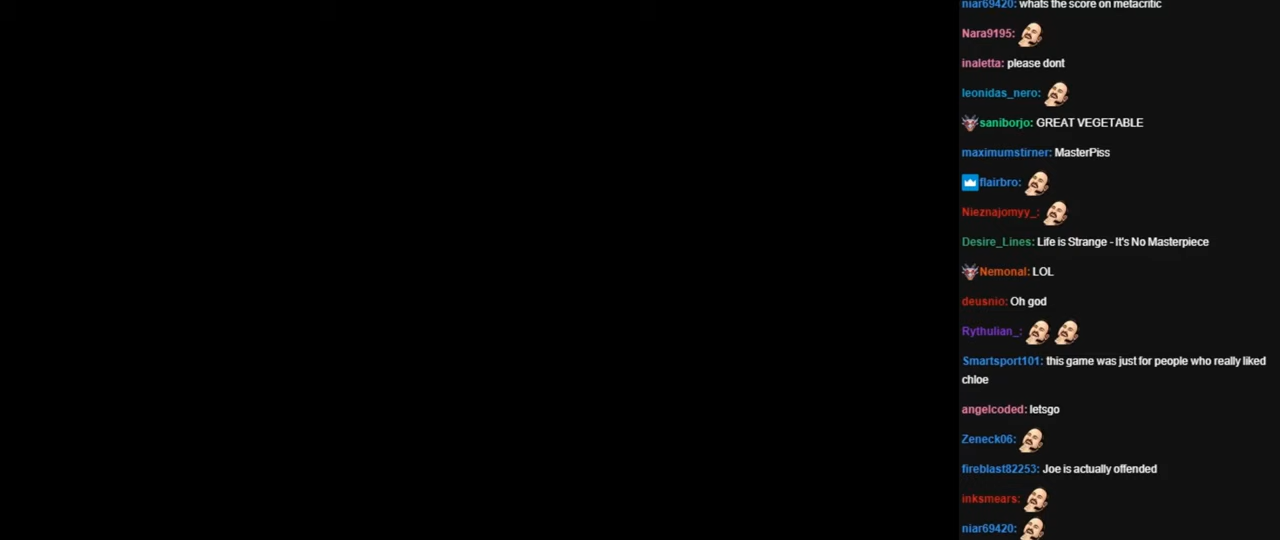 niar69420: whats the score on metacritic
Nara9195:
inaletta: please dont
leonidas_nero:
saniborjo: GREAT VEGETABLE
maximumstirner: MasterPiss
flairbro:
Nieznajomyy_:
Desire_Lines: Life is Strange - It's No Masterpiece
Nemonal: LOL
deusnio: Oh god
Rythulian_:
Smartsport101: this game was just for people who really liked
chloe
angelcoded: letsgo
Zeneck06:
fireblast82253: Joe is actually offended
inksmears:
niar69420: